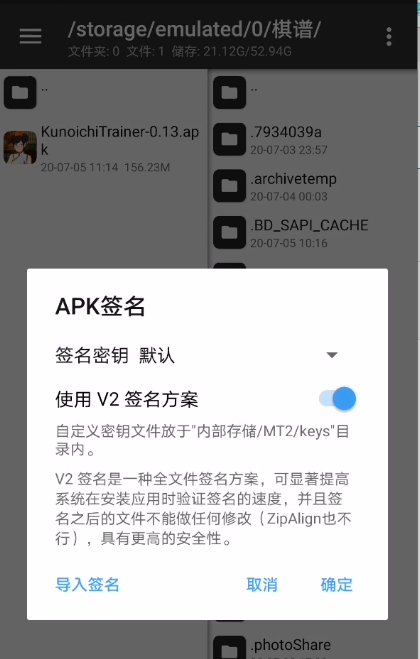 /storage/emulated/0/棋谱/
文件夹: 0 文件: 1 储存: 21.12G/52.94G
..
KunoichiTrainer-0.13.ap
k
20-07-05 11:14 156.23M
..
.7934039a
20-07-03 23:57
.archivetemp
20-07-04 00:03
.BD_SAPI_CACHE
20-07-05 10:16
APK签名
签名密钥 默认
使用 V2 签名方案
自定义密钥文件放于"内部存储/MT2/keys"目
录内。
V2 签名是一种全文件签名方案，可显著提高
系统在安装应用时验证签名的速度，并且签
名之后的文件不能做任何修改（ZipAlign也不
行），具有更高的安全性。
导入签名 取消 确定
.photoShare